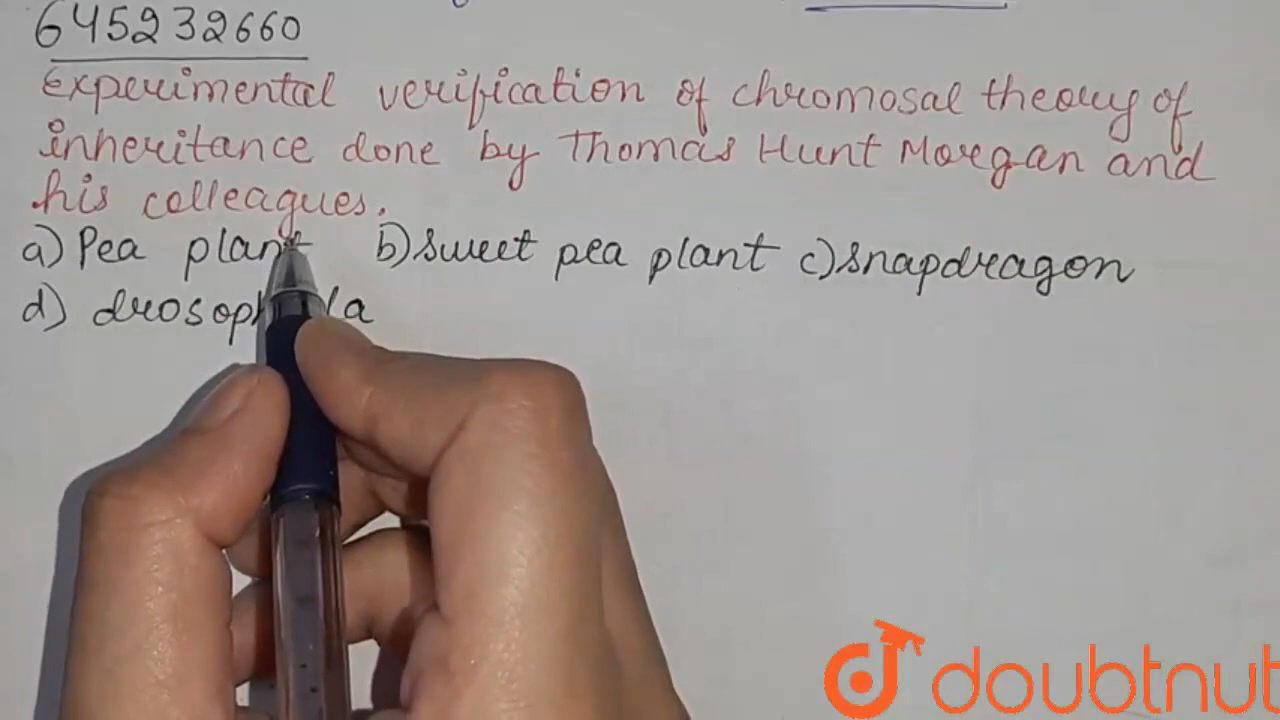 645232660
Experimental verification of chromosal theory of
inheritance done by Thomas Hunt Morgan and
his colleagues.
a) Pea plant b) sweet pea plant c) snapdragon
d) drosophila
doubtnut